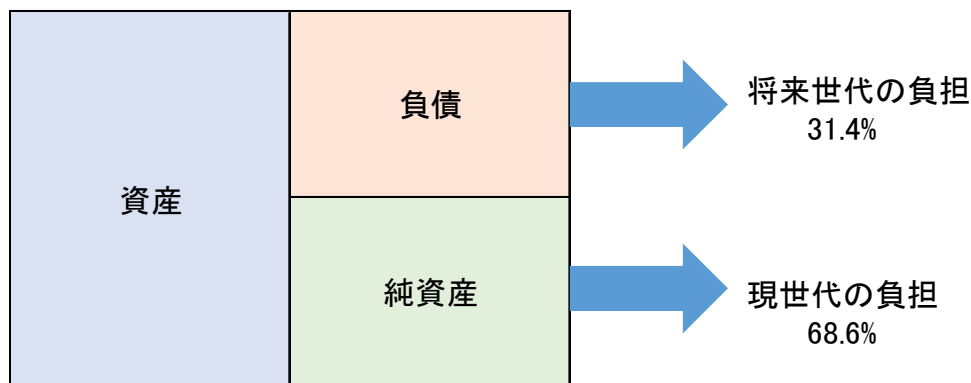 資産
負債
将来世代の負担
31.4%
純資産
現世代の負担
68.6%